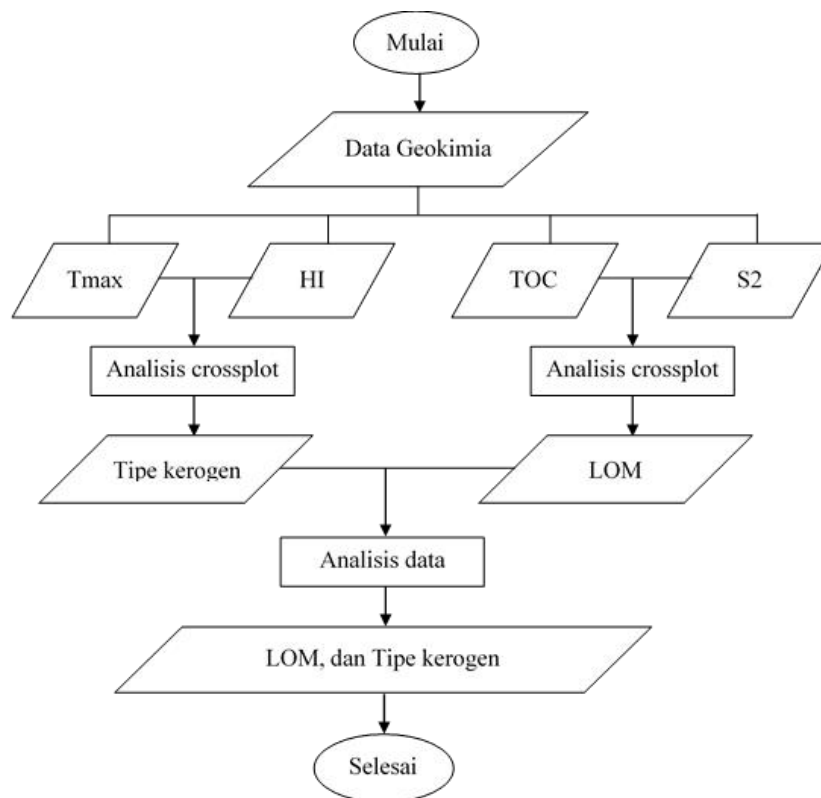 Mulai
Data Geokimia
Tmax
HI
TOC
S2
Analisis crossplot
Analisis crossplot
Tipe kerogen
LOM
Analisis data
LOM, dan Tipe kerogen
Selesai